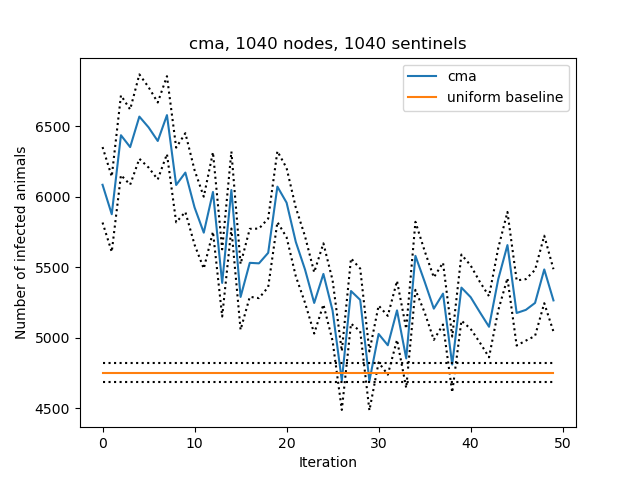 cma, 1040 nodes, 1040 sentinels
cma
uniform baseline
Number of infected animals
6500
6000
5500
5000
4500
0 10 20 30 40 50
Iteration